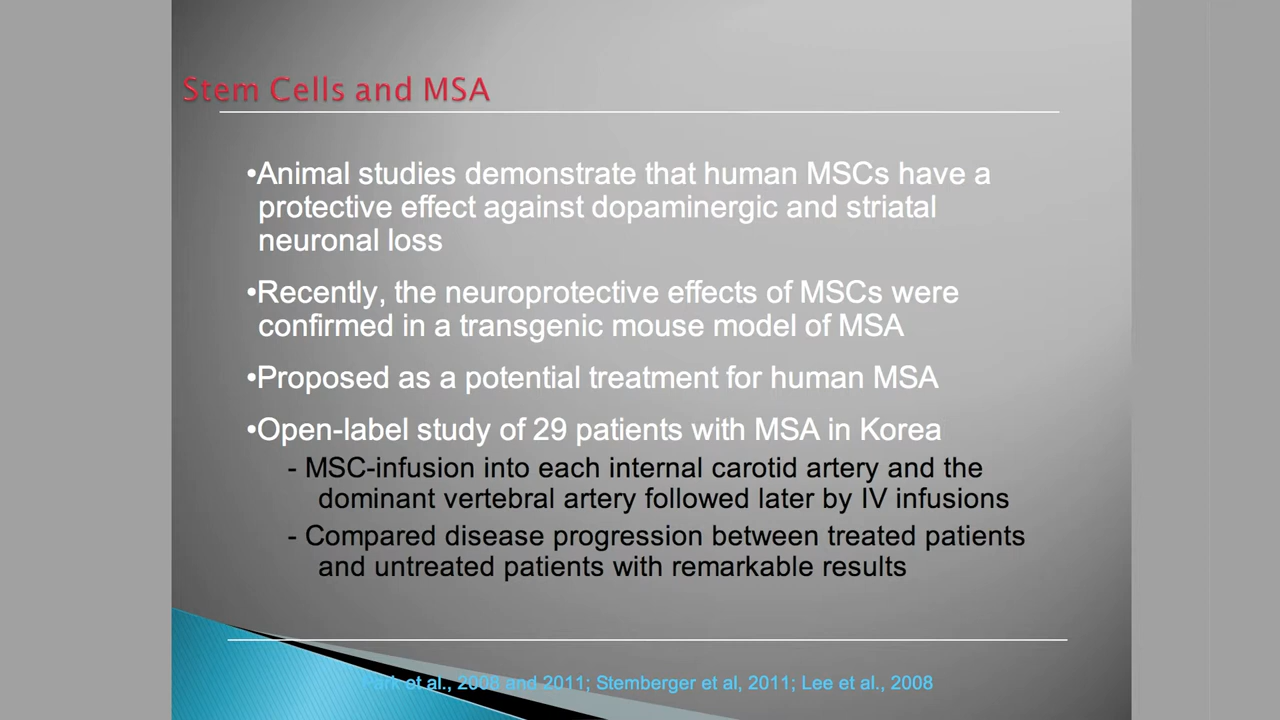 Stem Cells and MSA
•Animal studies demonstrate that human MSCs have a
protective effect against dopaminergic and striatal
neuronal loss
•Recently, the neuroprotective effects of MSCs were
confirmed in a transgenic mouse model of MSA
•Proposed as a potential treatment for human MSA
•Open-label study of 29 patients with MSA in Korea
- MSC-infusion into each internal carotid artery and the
dominant vertebral artery followed later by IV infusions
- Compared disease progression between treated patients
and untreated patients with remarkable results
Park et al., 2008 and 2011; Stemberger et al, 2011; Lee et al., 2008